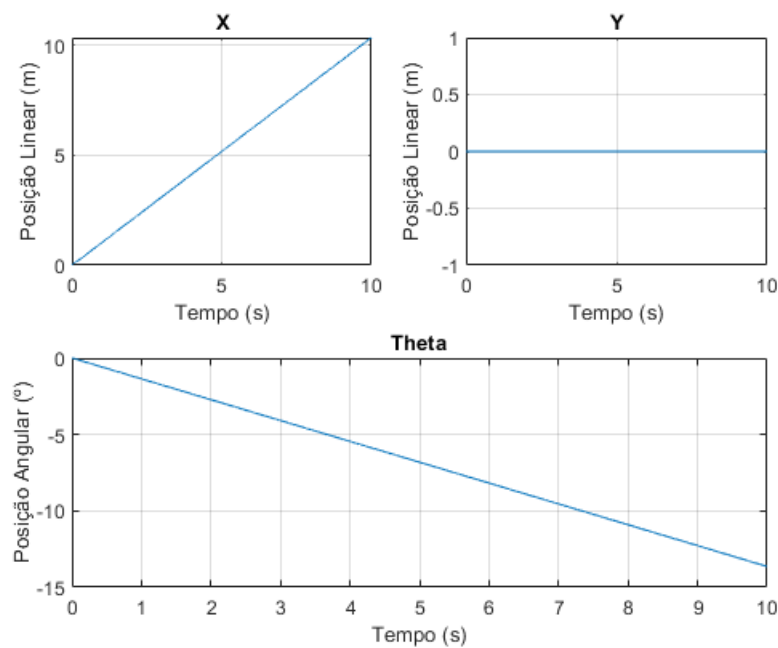 X
Posição Linear (m)
10
5
0
0 5 10
Tempo (s)
Y
Posição Linear (m)
1
0.5
0
-0.5
-1
0 5 10
Tempo (s)
Theta
Posição Angular (º)
0
-5
-10
-15
0 1 2 3 4 5 6 7 8 9 10
Tempo (s)